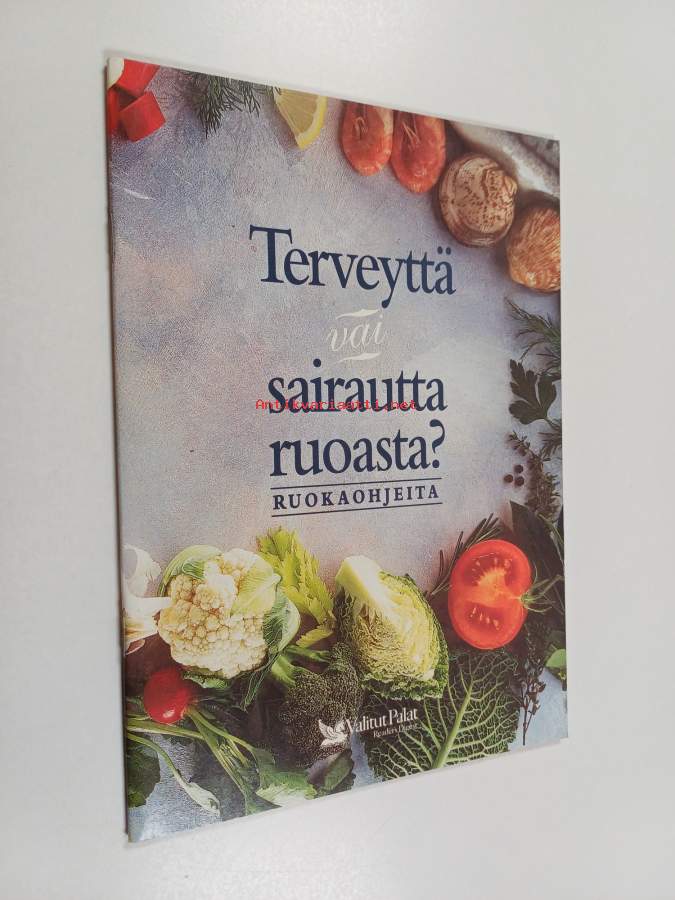 Terveyttä
vai
sairautta
Antikvariaatti.net
ruoasta?
RUOKAOHJEITA
Valitut Palat
Reader's Digest